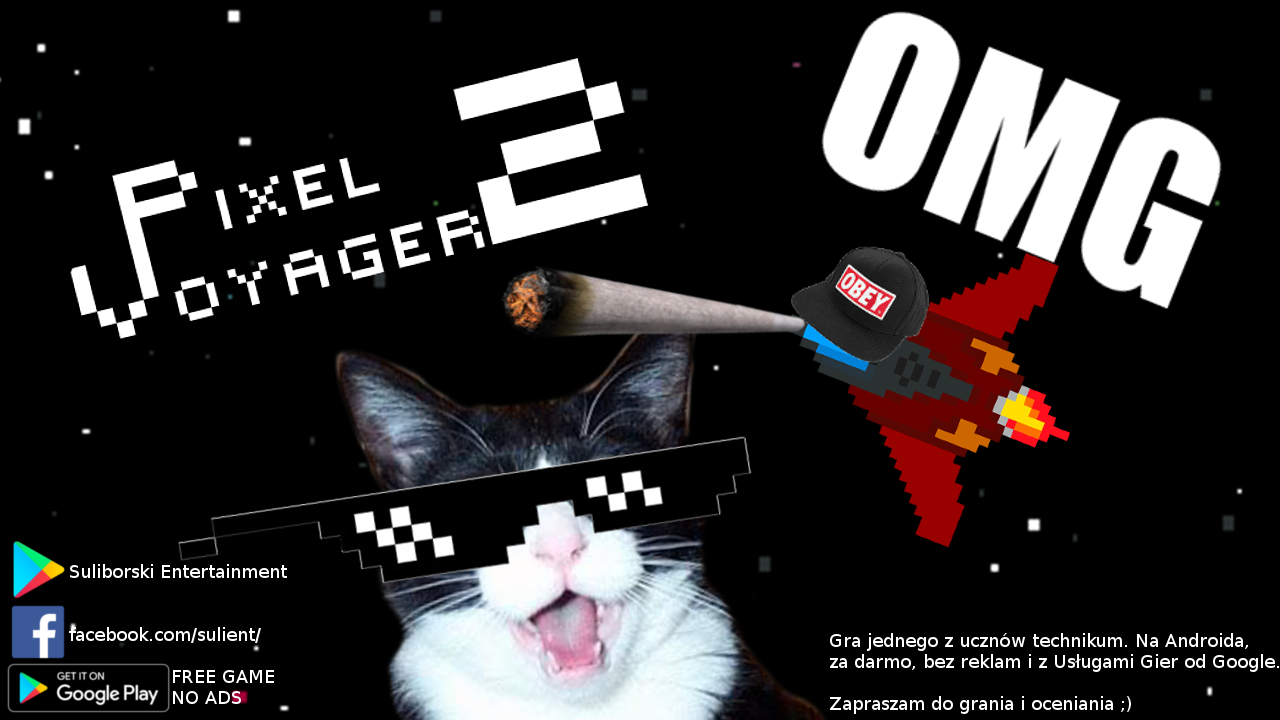 PIXEL
VOYAGER 2
OMG
OBEY
Suliborski Entertainment
facebook.com/sulient/
GET IT ON
Google Play
FREE GAME
NO ADS
Gra jednego z ucznów technikum. Na Androida,
za darmo, bez reklam i z Usługami Gier od Google.
Zapraszam do grania i oceniania ;)